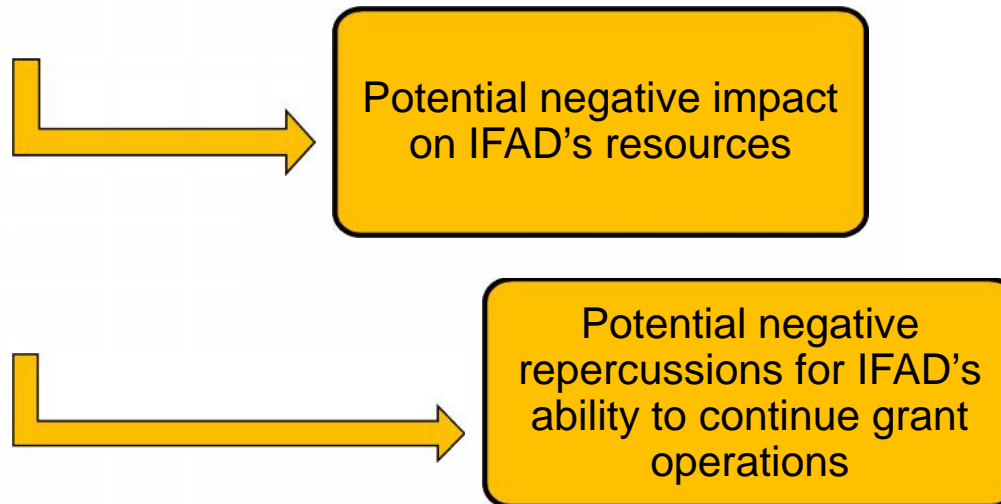 Potential negative impact
on IFAD’s resources
Potential negative
repercussions for IFAD’s
ability to continue grant
operations